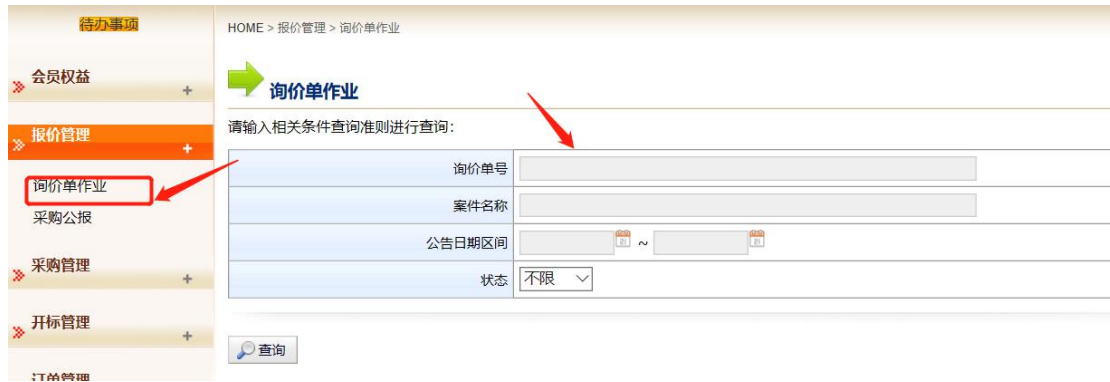 待办事项
会员权益
报价管理
询价单作业
采购公报
采购管理
开标管理
订单管理
HOME > 报价管理 > 询价单作业
询价单作业
请输入相关条件查询准则进行查询:
询价单号
案件名称
公告日期区间 ~
状态 不限
查询